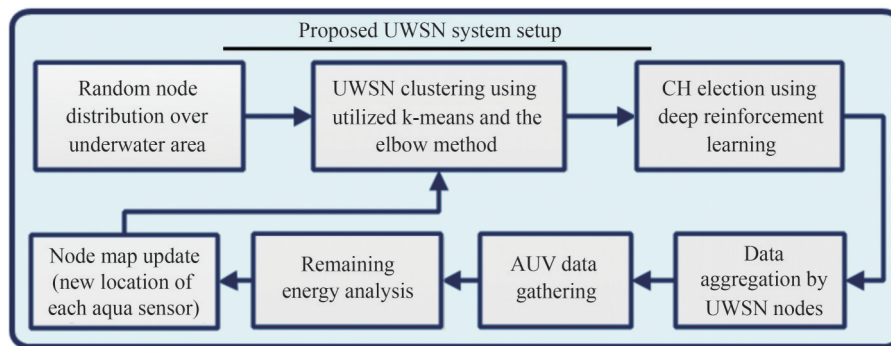 Proposed UWSN system setup
Random node
distribution over
underwater area
UWSN clustering using
utilized k-means and the
elbow method
CH election using
deep reinforcement
learning
Data
aggregation by
UWSN nodes
AUV data
gathering
Remaining
energy analysis
Node map update
(new location of
each aqua sensor)